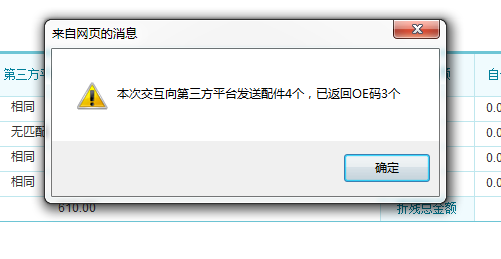 来自网页的消息
第三方
自
本次交互向第三方平台发送配件4个，已返回OE码3个
相同
0.0
无匹配
0.0
相同
0.0
相同
0.0
确定
610.00
折残总金额